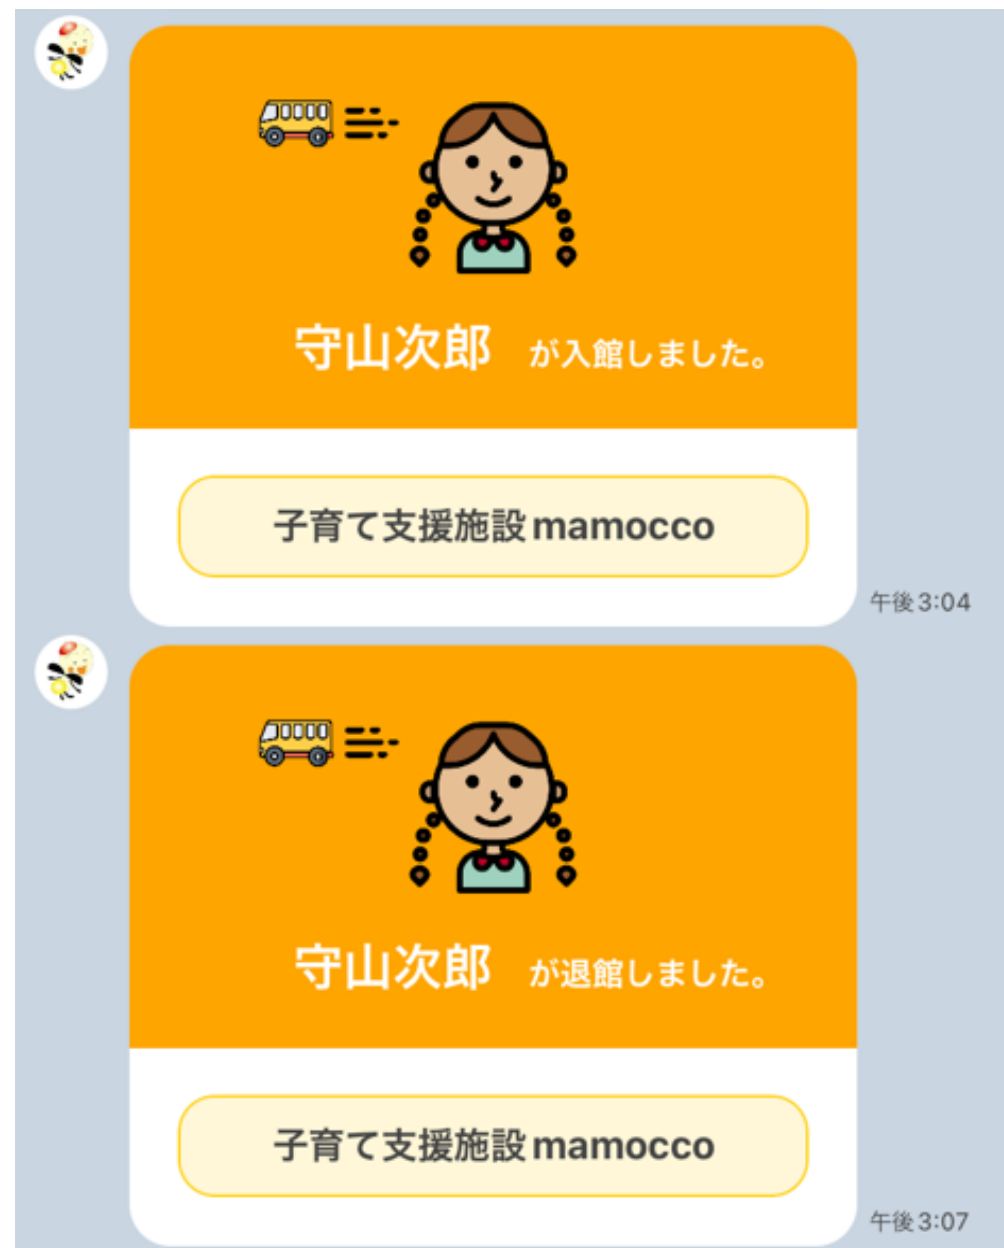 守山次郎 が入館しました。
子育て支援施設mamocco
午後3:04
守山次郎 が退館しました。
子育て支援施設mamocco
午後3:07